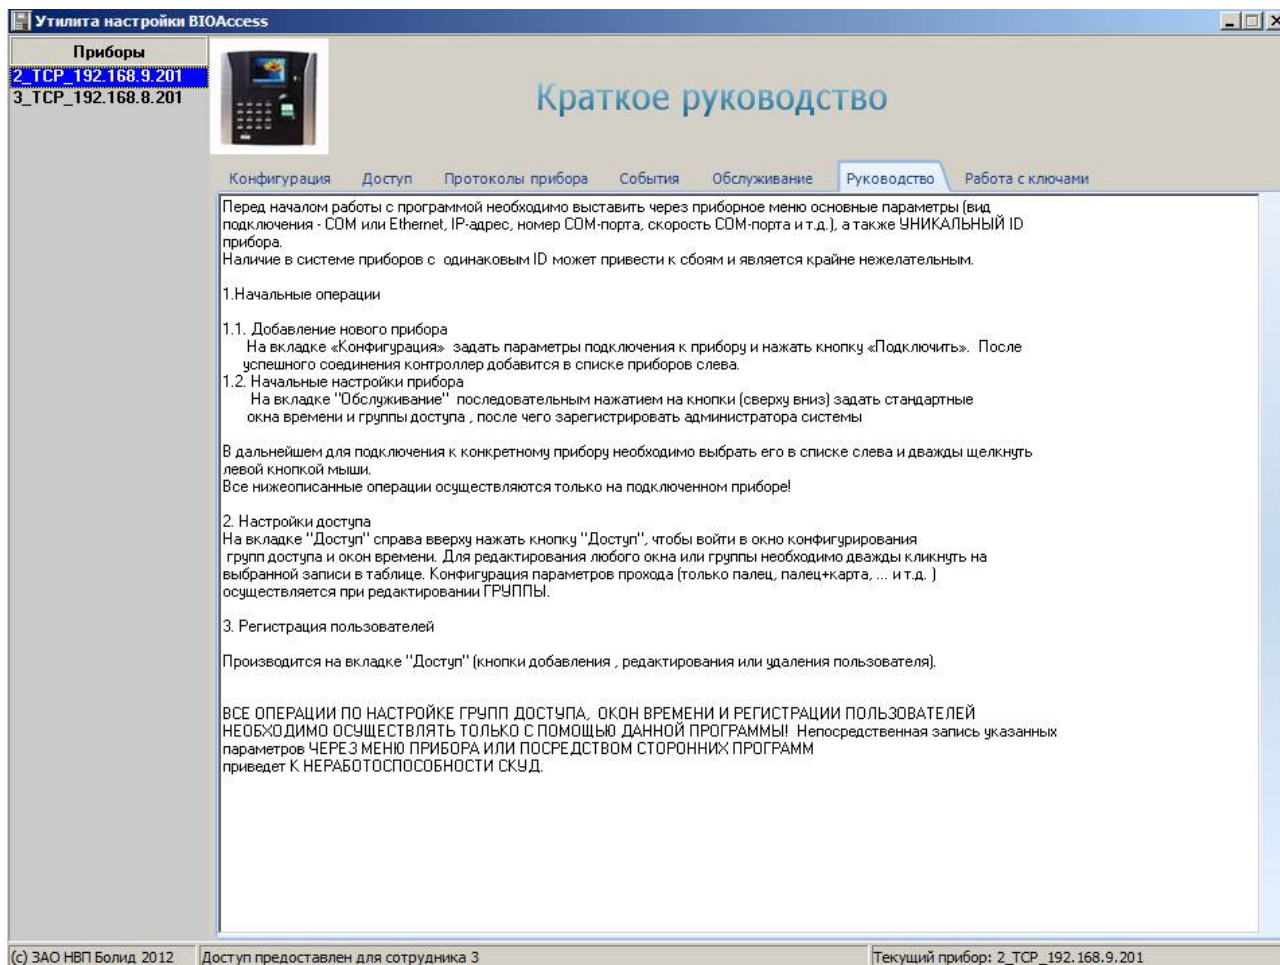 Утилита настройки BIOAccess
Приборы
2_TCP_192.168.9.201
3_TCP_192.168.8.201
Краткое руководство
Конфигурация Доступ Протоколы прибора События Обслуживание Руководство Работа с ключами
Перед началом работы с программой необходимо выставить через приборное меню основные параметры (вид
подключения - COM или Ethernet, IP-адрес, номер COM-порта, скорость COM-порта и т.д.), а также УНИКАЛЬНЫЙ ID
прибора.
Наличие в системе приборов с одинаковым ID может привести к сбоям и является крайне нежелательным.
1.Начальные операции
1.1. Добавление нового прибора
На вкладке «Конфигурация» задать параметры подключения к прибору и нажать кнопку «Подключить». После
успешного соединения контроллер добавится в списке приборов слева.
1.2. Начальные настройки прибора
На вкладке "Обслуживание" последовательным нажатием на кнопки (сверху вниз) задать стандартные
окна времени и группы доступа , после чего зарегистрировать администратора системы
В дальнейшем для подключения к конкретному прибору необходимо выбрать его в списке слева и дважды щелкнуть
левой кнопкой мыши.
Все нижеописанные операции осуществляются только на подключенном приборе!
2. Настройки доступа
На вкладке "Доступ" справа вверху нажать кнопку "Доступ", чтобы войти в окно конфигурирования
групп доступа и окон времени. Для редактирования любого окна или группы необходимо дважды кликнуть на
выбранной записи в таблице. Конфигурация параметров прохода (только палец, палец+карта, ... и т.д. )
осуществляется при редактировании ГРУППЫ.
3. Регистрация пользователей
Производится на вкладке "Доступ" (кнопки добавления , редактирования или удаления пользователя).
ВСЕ ОПЕРАЦИИ ПО НАСТРОЙКЕ ГРУПП ДОСТУПА, ОКОН ВРЕМЕНИ И РЕГИСТРАЦИИ ПОЛЬЗОВАТЕЛЕЙ
НЕОБХОДИМО ОСУЩЕСТВЛЯТЬ ТОЛЬКО С ПОМОЩЬЮ ДАННОЙ ПРОГРАММЫ! Непосредственная запись указанных
параметров ЧЕРЕЗ МЕНЮ ПРИБОРА ИЛИ ПОСРЕДСТВОМ СТОРОННИХ ПРОГРАММ
приведет К НЕРАБОТОСПОСОБНОСТИ СКУД.
(c) ЗАО НВП Болид 2012 Доступ предоставлен для сотрудника 3 Текущий прибор: 2_TCP_192.168.9.201